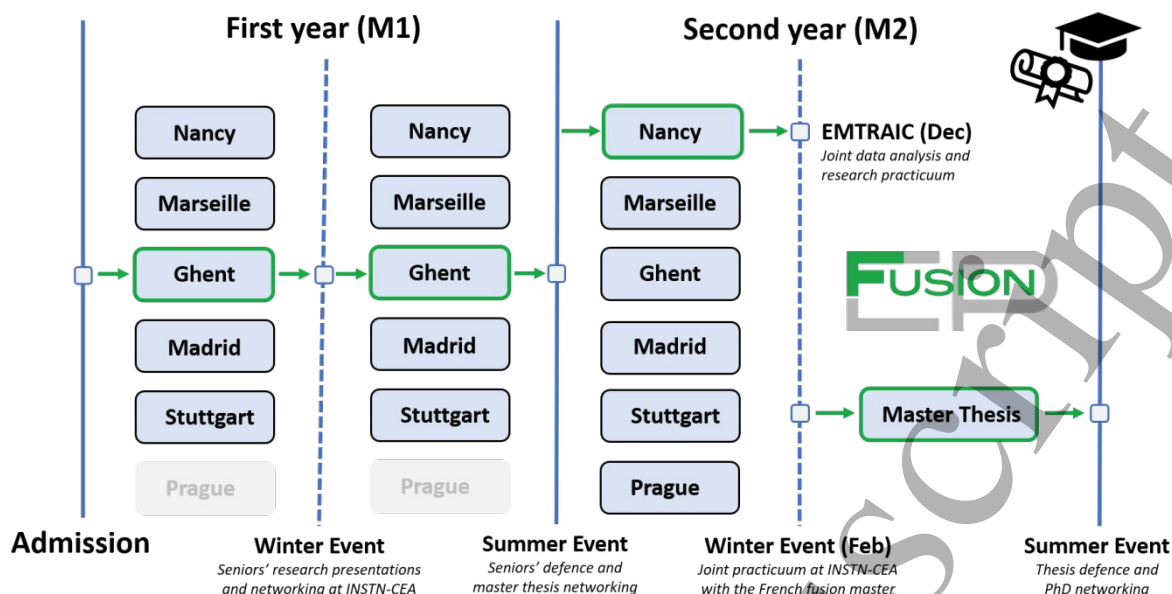 First year (M1)
Second year (M2)
Nancy
Marseille
Ghent
Madrid
Stuttgart
Prague
Nancy
Marseille
Ghent
Madrid
Stuttgart
Prague
Nancy
Marseille
Ghent
Madrid
Stuttgart
Prague
EMTRAIC (Dec)
Joint data analysis and
research practicuum
FUSION
EP
Master Thesis
Admission
Winter Event
Seniors' research presentations
and networking at INSTN-CEA
Summer Event
Seniors' defence and
master thesis networking
Winter Event (Feb)
Joint practicuum at INSTN-CEA
with the French fusion master
Summer Event
Thesis defence and
PhD networking
script